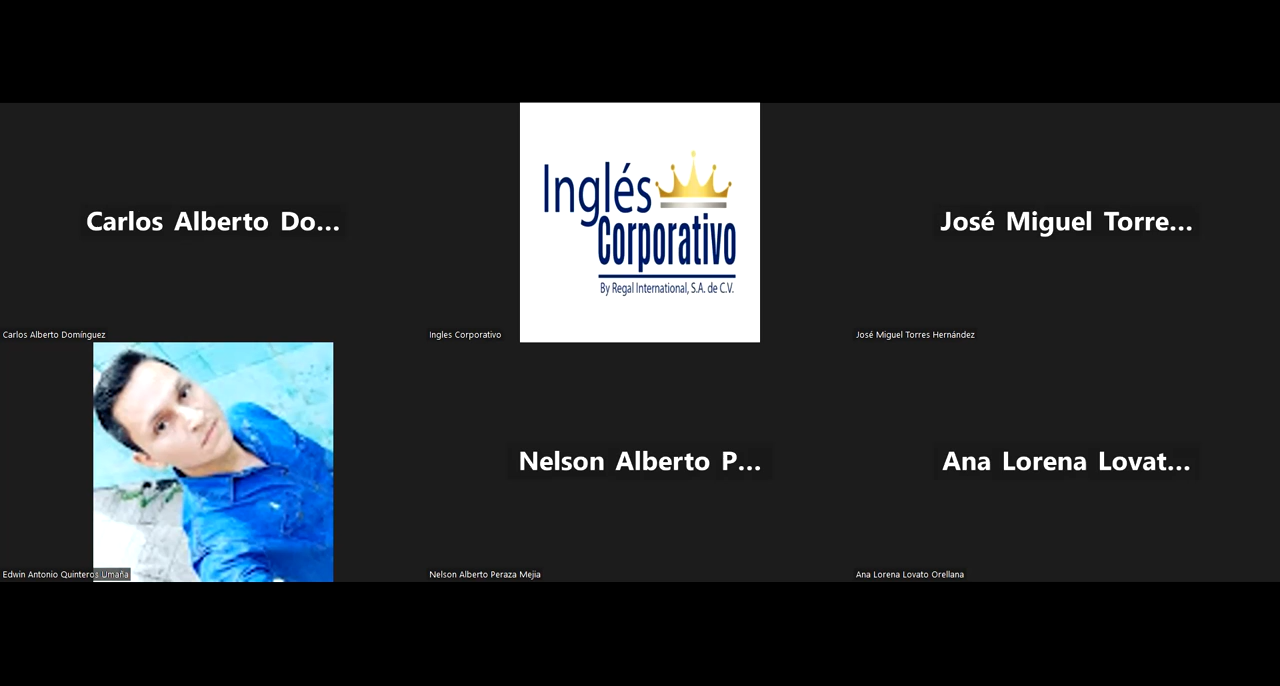 Carlos Alberto Do...
Carlos Alberto Domínguez
Inglés
Corporativo
By Regal International, S.A. de C.V.
Ingles Corporativo
José Miguel Torre...
José Miguel Torres Hernández
Edwin Antonio Quinteros Umaña
Nelson Alberto P...
Nelson Alberto Peraza Mejia
Ana Lorena Lovat...
Ana Lorena Lovato Orellana